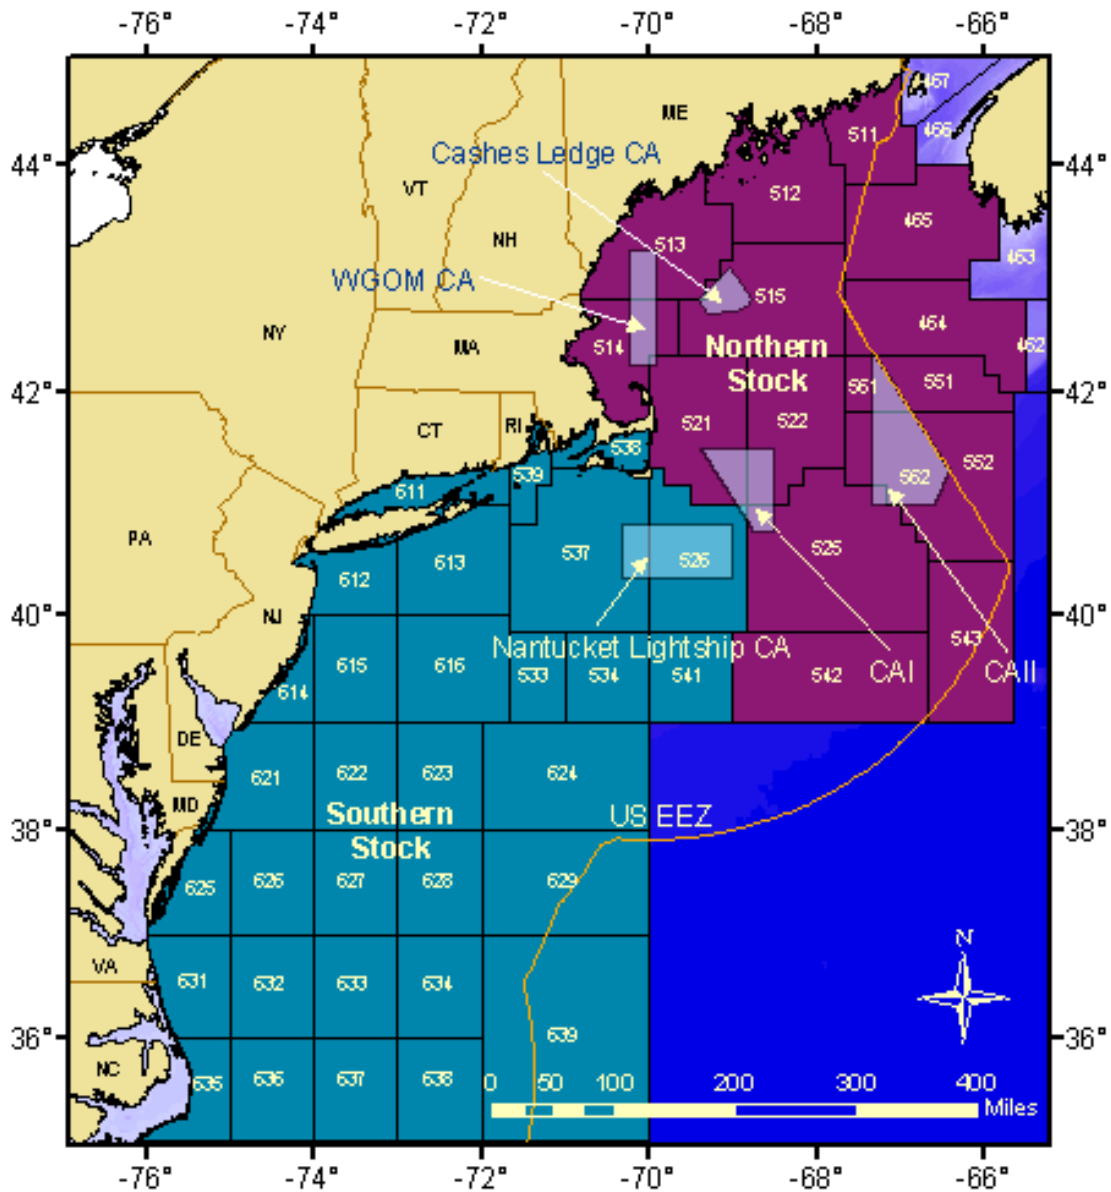 -76° -74° -72° -70° -68° -66°
467
ME
511
466
44° Cashes Ledge CA 44°
VT
512
465
NH
513
463
WGOM CA
515
NY
464
462
MA
514
Northern
Stock
561
551
42° 42°
CT
RI
521
522
538
552
539
562
611
PA
537
526
525
613
612
40° 40°
NJ
543
Nantucket Lightship CA
615
616
533
534
541
542
CAI
CAII
614
DE
621
622
623
624
MD
Southern
Stock
US EEZ
38° 38°
625
626
627
628
629
N
VA
631
632
633
634
36° 36°
639
NC
635
636
637
638
0 50 100 200 300 400
Miles
-76° -74° -72° -70° -68° -66°